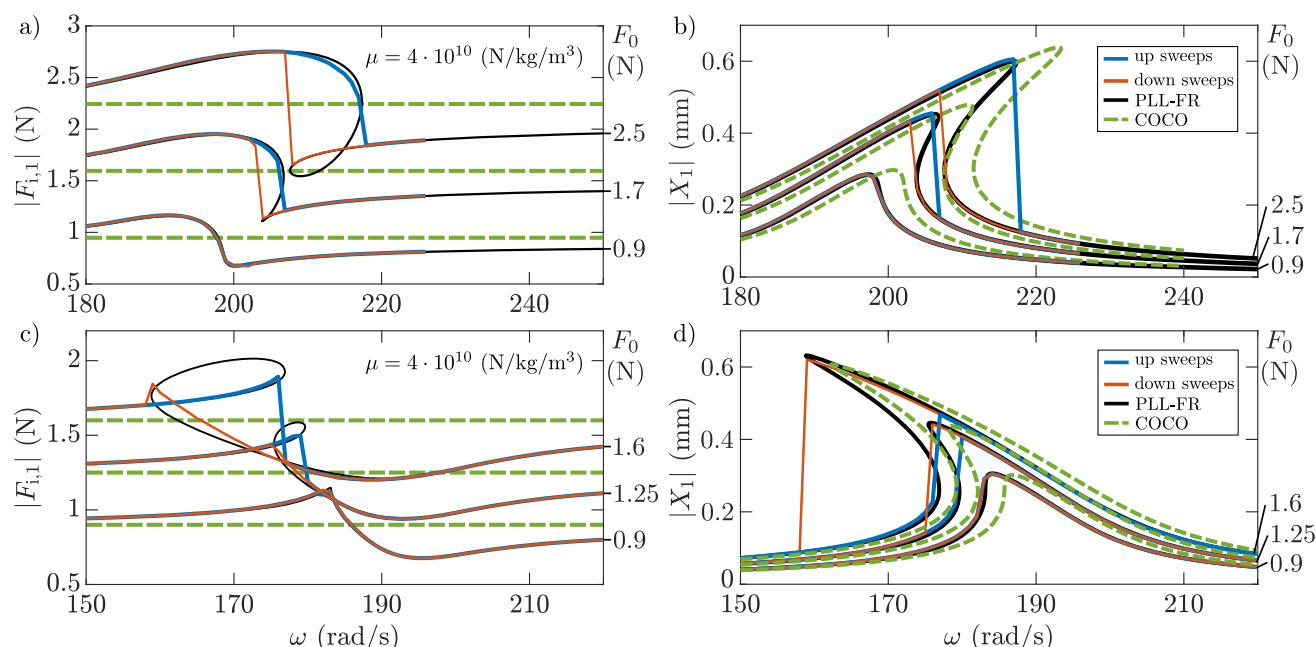 a)
|F_{i,1}| (N)
3
2.5
2
1.5
1
0.5
μ = 4 · 10^{10} (N/kg/m^3)
F_0
(N)
2.5
1.7
0.9
180
200
220
240
b)
|X_1| (mm)
0.6
0.4
0.2
0
up sweeps
down sweeps
PLL-FR
COCO
F_0
(N)
2.5
1.7
0.9
180
200
220
240
c)
|F_{i,1}| (N)
2
1.5
1
0.5
μ = 4 · 10^{10} (N/kg/m^3)
F_0
(N)
1.6
1.25
0.9
150
170
190
210
ω (rad/s)
d)
|X_1| (mm)
0.6
0.4
0.2
0
up sweeps
down sweeps
PLL-FR
COCO
F_0
(N)
1.6
1.25
0.9
150
170
190
210
ω (rad/s)